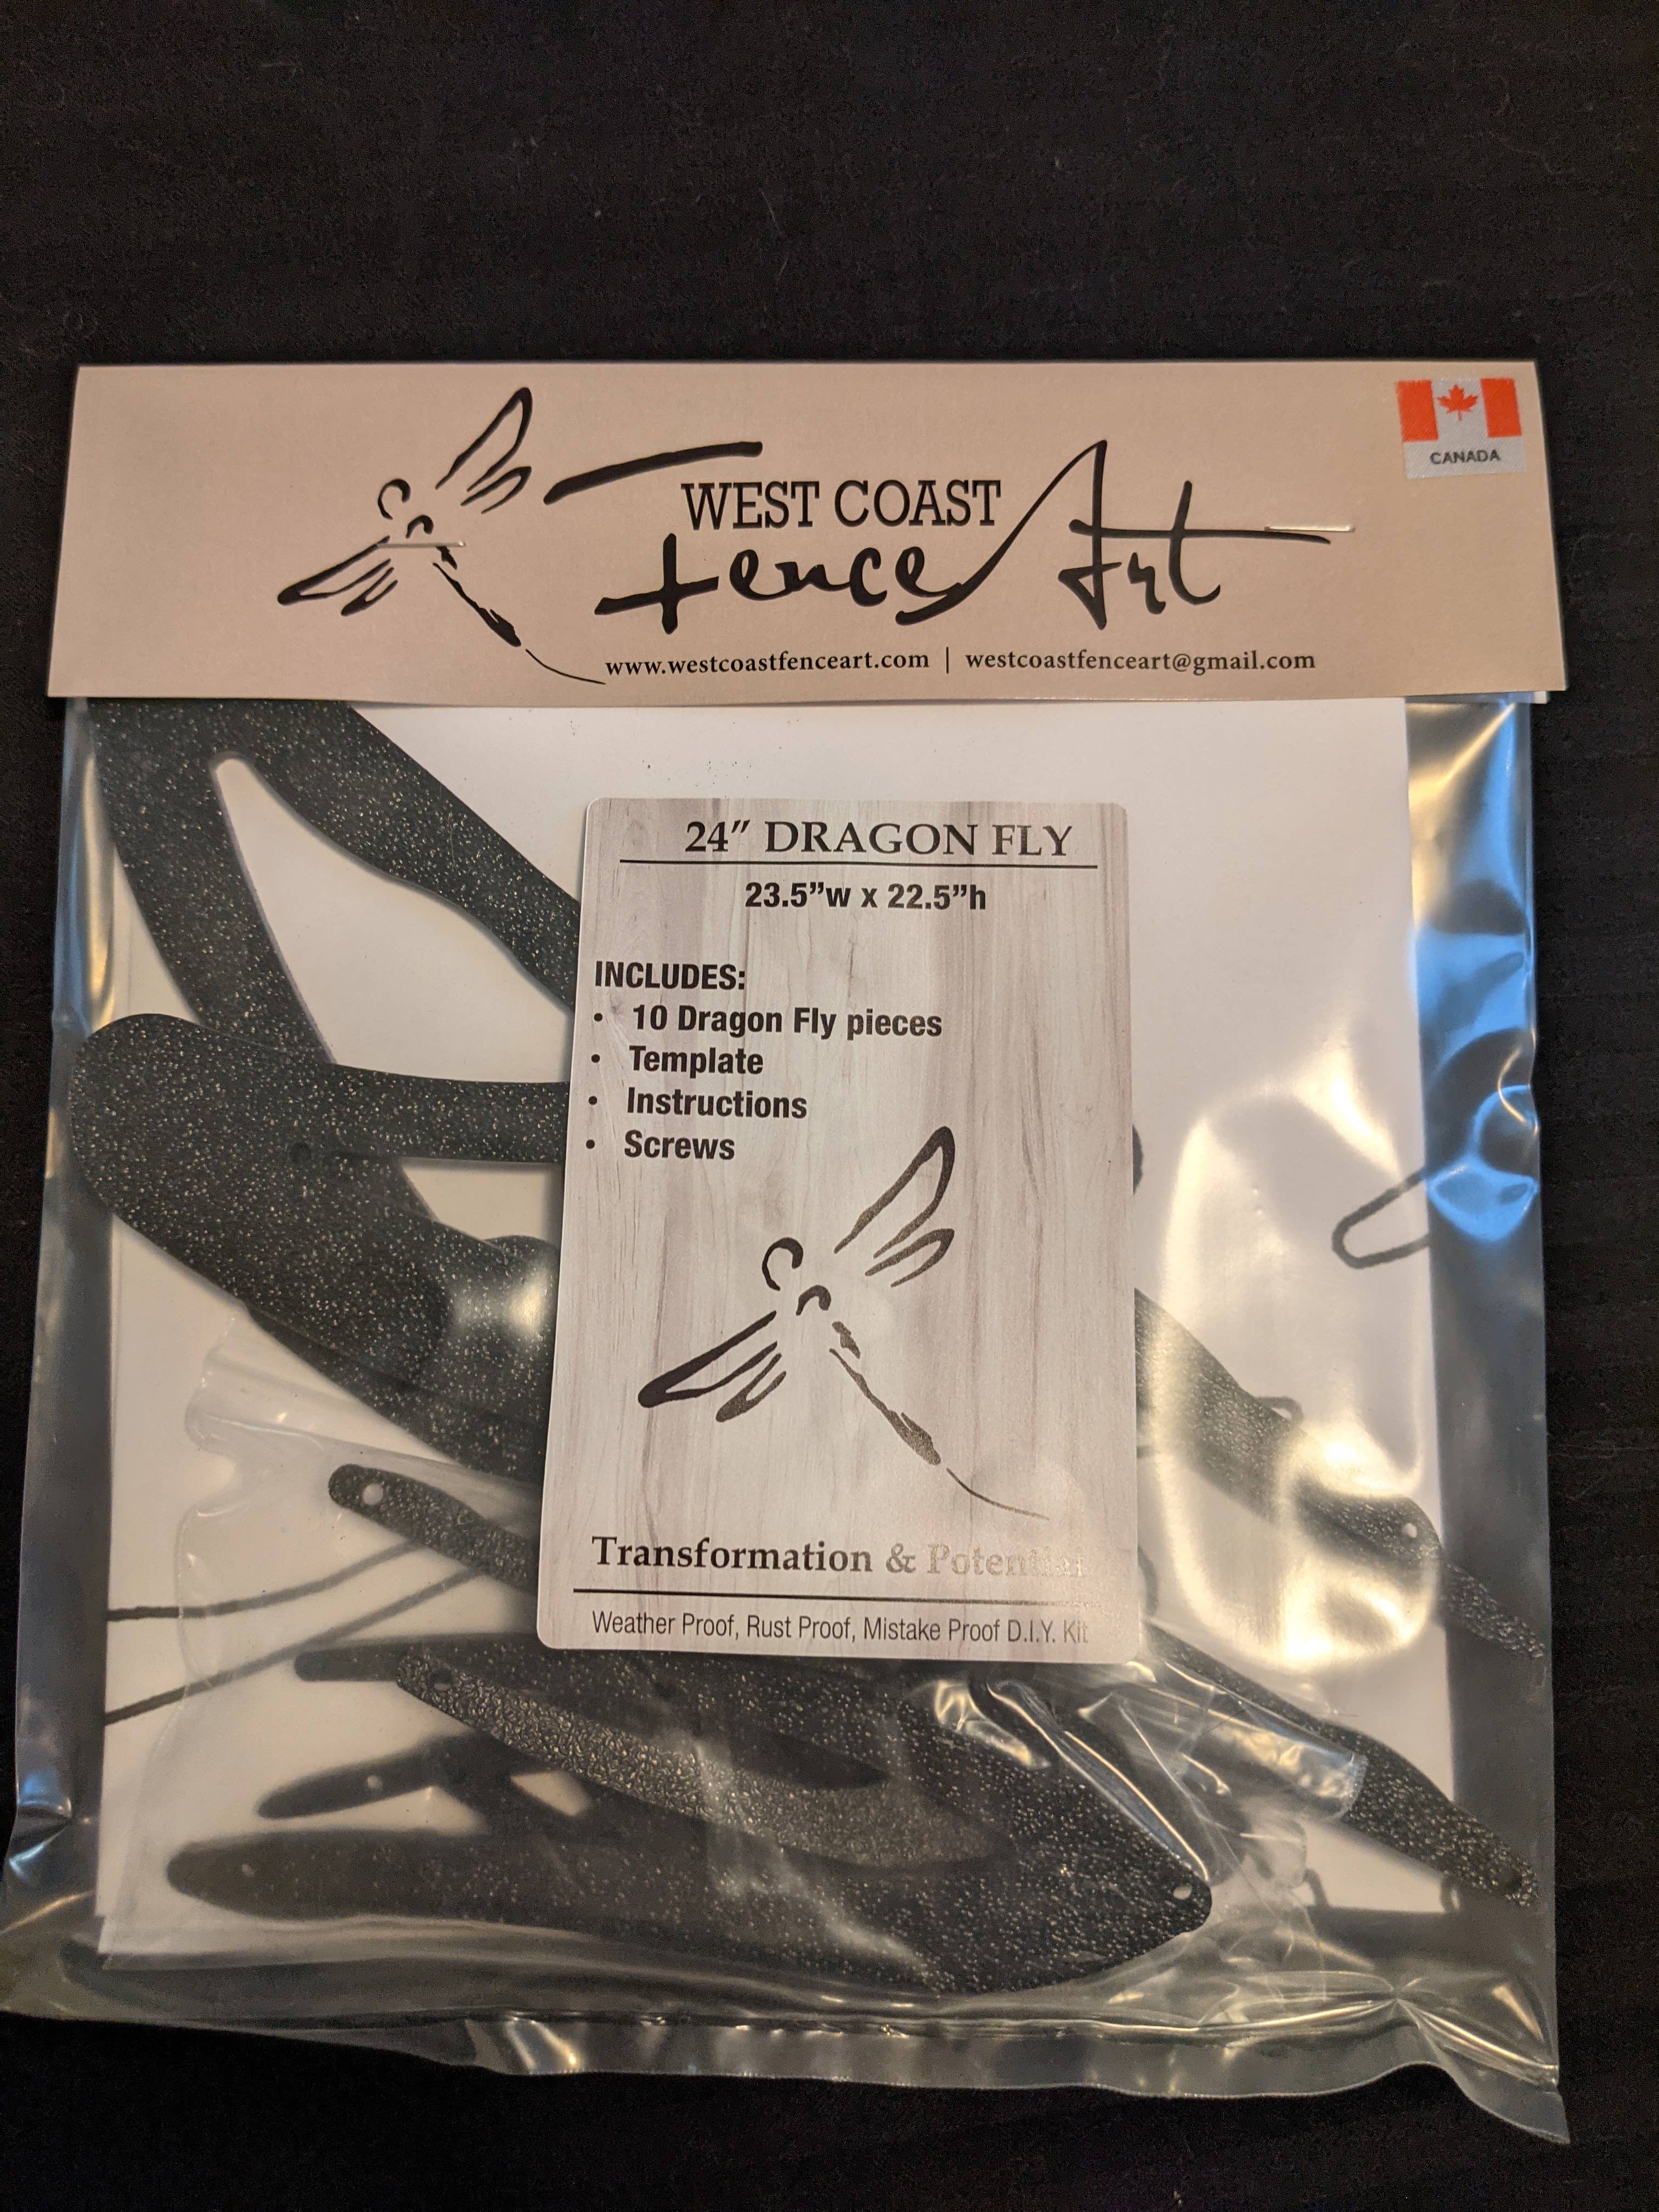 CANADA
WEST COAST
Fence Art
www.westcoastfenceart.com | westcoastfenceart@gmail.com
24” DRAGON FLY
23.5”w x 22.5”h
INCLUDES:
• 10 Dragon Fly pieces
• Template
• Instructions
• Screws
Transformation & Potential
Weather Proof, Rust Proof, Mistake Proof D.I.Y. Kit